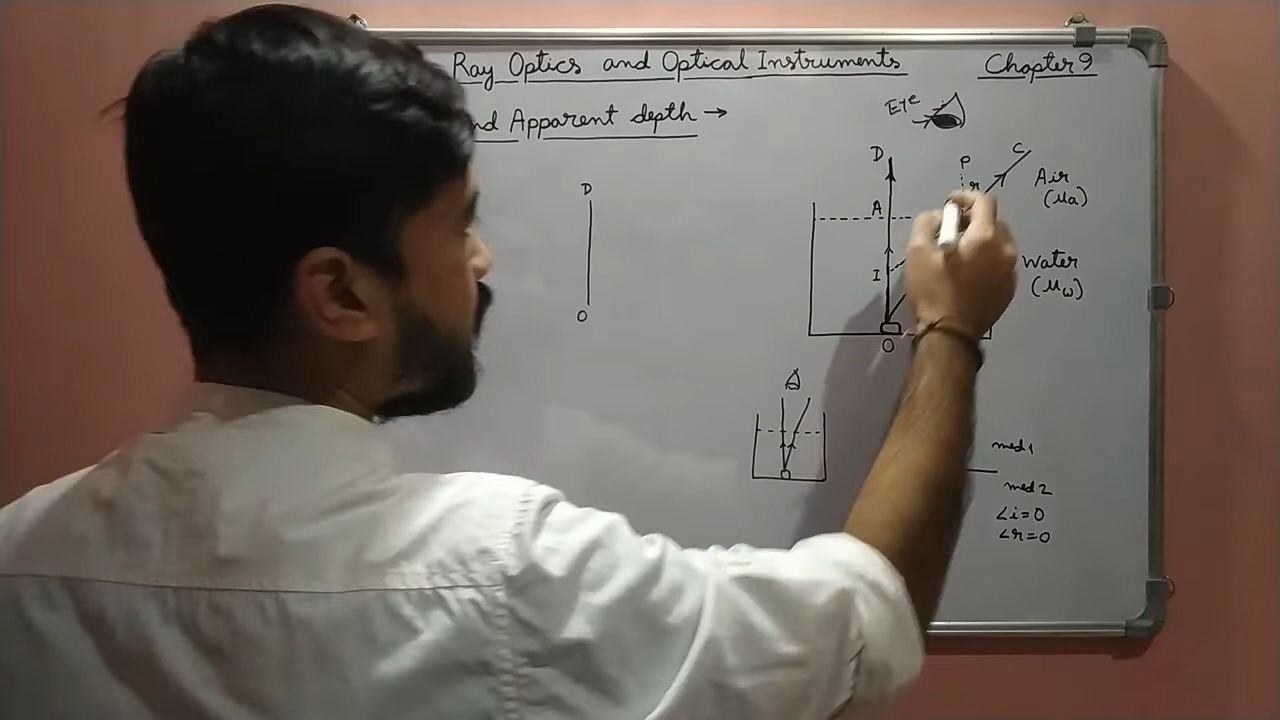 Ray Optics and Optical Instruments Chapter 9
nd Apparent depth →
Eye
D
P
C
r
Air
(μa)
A
D
I
Water
(μw)
O
O
med 1
med 2
∠i=0
∠r=0